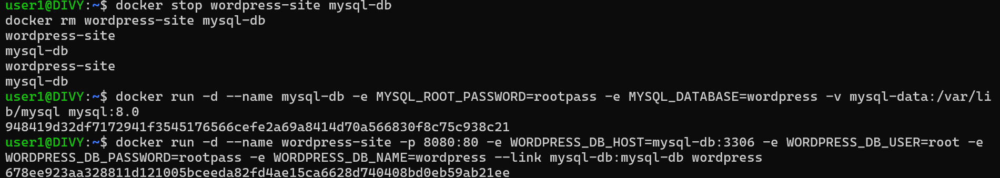 user1@DIVY:~$ docker stop wordpress-site mysql-db
docker rm wordpress-site mysql-db
wordpress-site
mysql-db
wordpress-site
mysql-db
user1@DIVY:~$ docker run -d --name mysql-db -e MYSQL_ROOT_PASSWORD=rootpass -e MYSQL_DATABASE=wordpress -v mysql-data:/var/li
b/mysql mysql:8.0
948419d32df7172941f3545176566cefe2a69a8414d70a566830f8c75c938c21
user1@DIVY:~$ docker run -d --name wordpress-site -p 8080:80 -e WORDPRESS_DB_HOST=mysql-db:3306 -e WORDPRESS_DB_USER=root -e
WORDPRESS_DB_PASSWORD=rootpass -e WORDPRESS_DB_NAME=wordpress --link mysql-db:mysql-db wordpress
678ee923aa328811d121005bceeda82fd4ae15ca6628d740408bd0eb59ab21ee